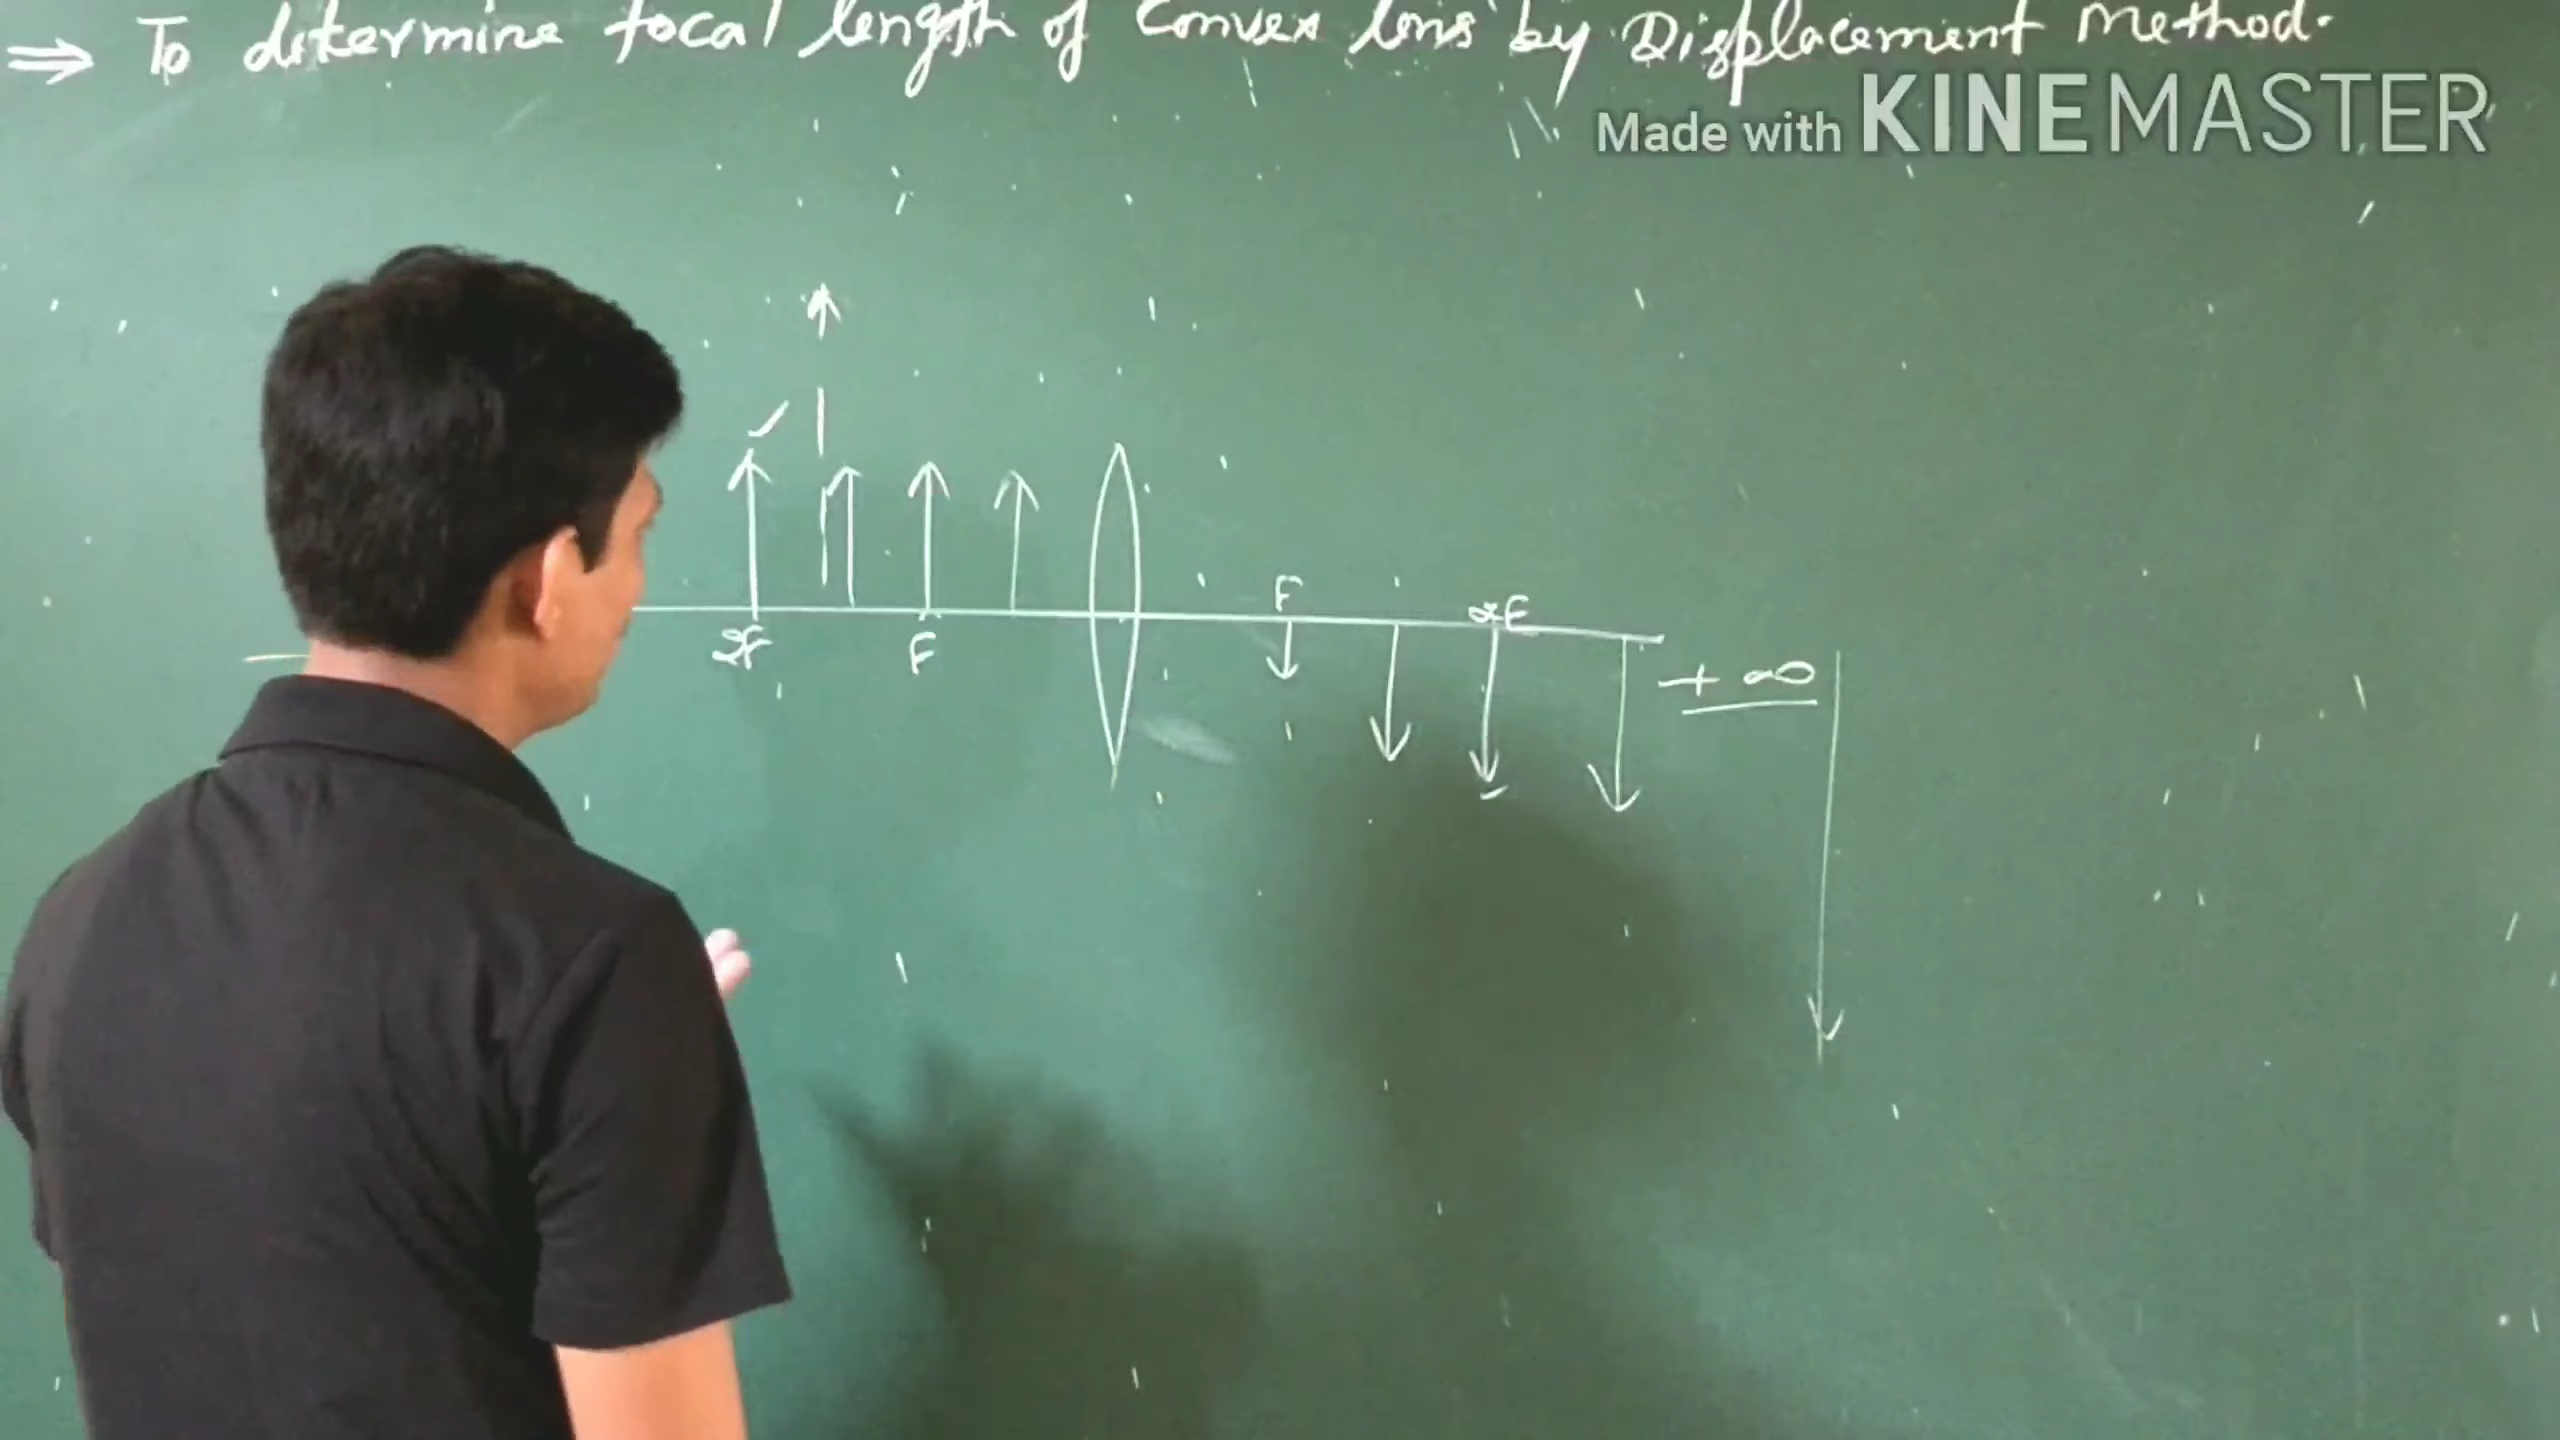 ⇒ To determine focal length of Convex lens by Displacement Method.
Made with KINEMASTER
F 2F
2F F
+ ∞